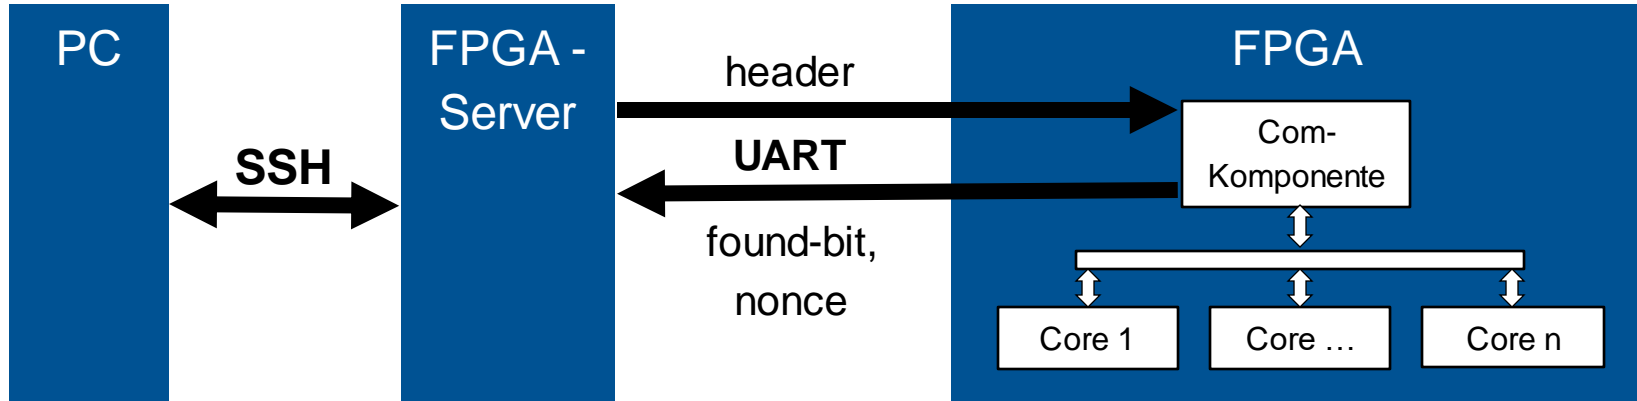 PC
FPGA -
Server
SSH
header
UART
found-bit,
nonce
FPGA
Com-
Komponente
Core 1
Core …
Core n